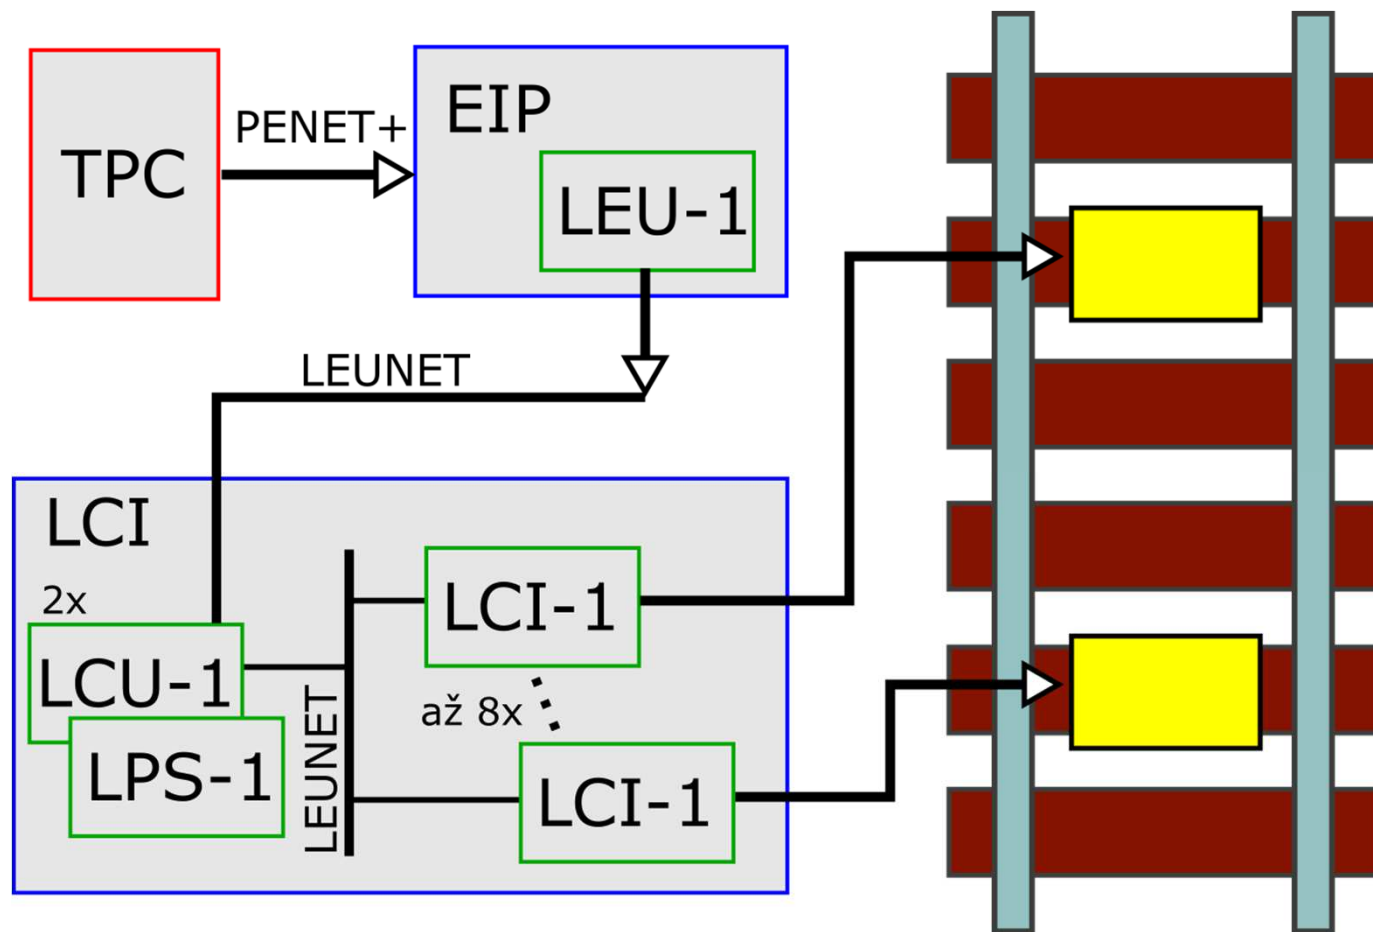 TPC
PENET+
EIP
LEU-1
LEUNET
LCI
2x
LCU-1
LPS-1
LEUNET
LCI-1
až 8x
LCI-1